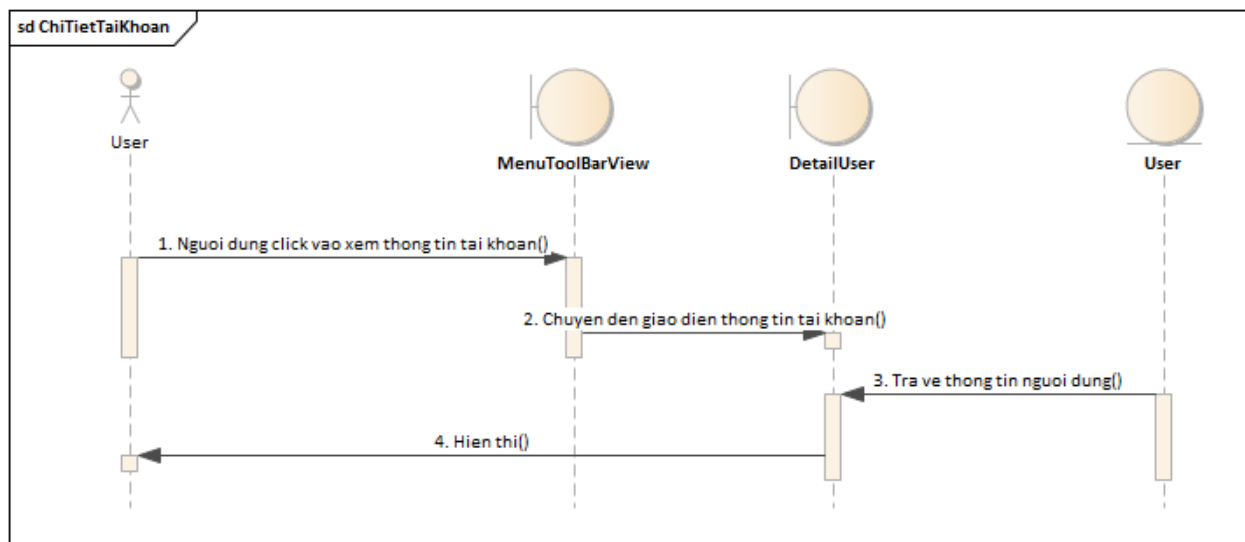 sd ChiTietTaiKhoan
User
MenuToolBarView
DetailUser
User
1. Nguoi dung click vao xem thong tin tai khoan()
2. Chuyen den giao dien thong tin tai khoan()
3. Tra ve thong tin nguoi dung()
4. Hien thi()